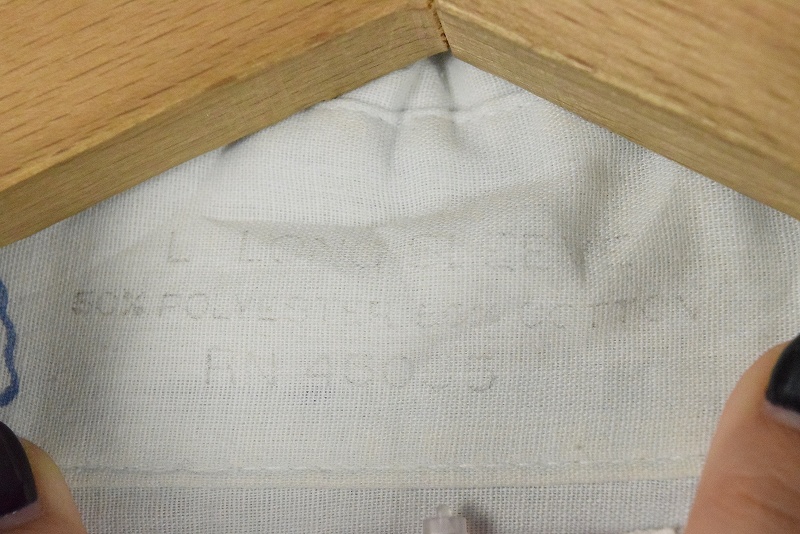 L LONG SLEEVE
50% POLYESTER 50% COTTON
RN